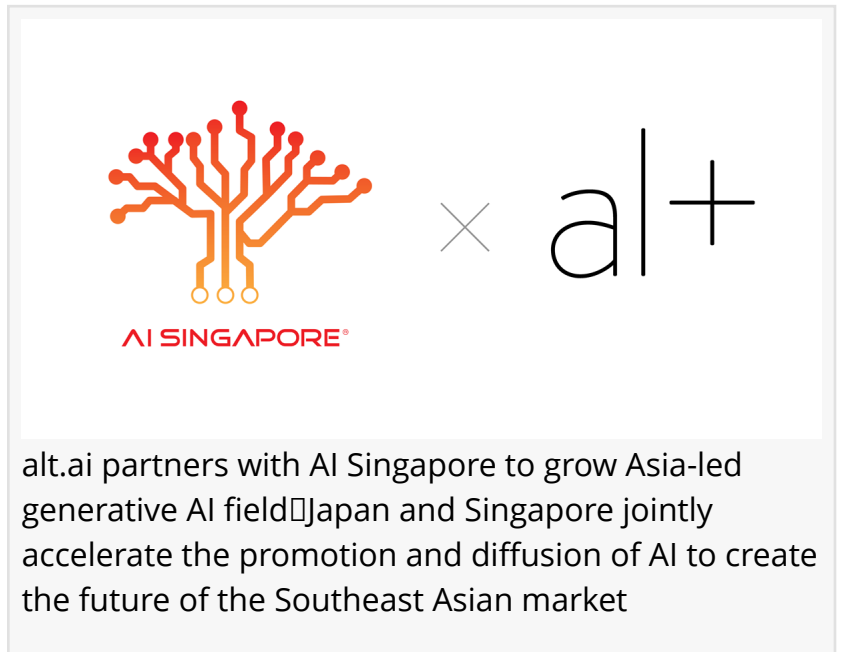 AI SINGAPORE®
al+
alt.ai partners with AI Singapore to grow Asia-led
generative AI field▯Japan and Singapore jointly
accelerate the promotion and diffusion of AI to create
the future of the Southeast Asian market